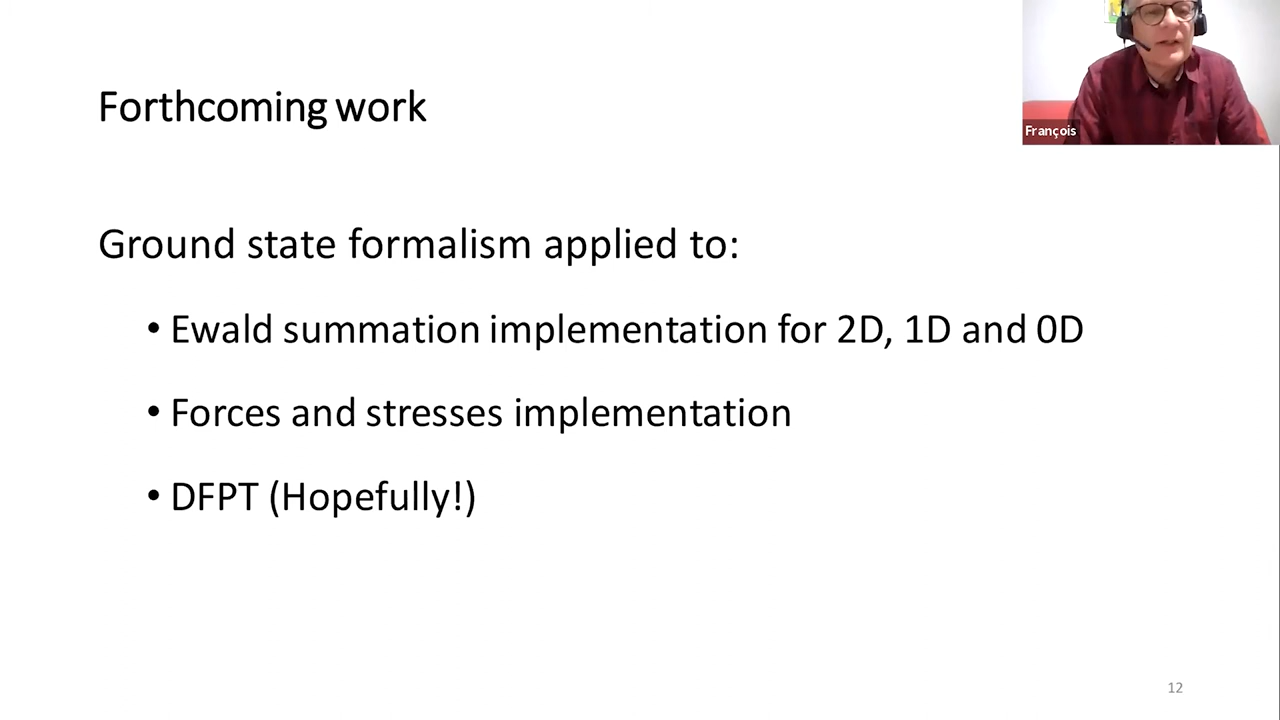 Forthcoming work
François
Ground state formalism applied to:
• Ewald summation implementation for 2D, 1D and 0D
• Forces and stresses implementation
• DFPT (Hopefully!)
12